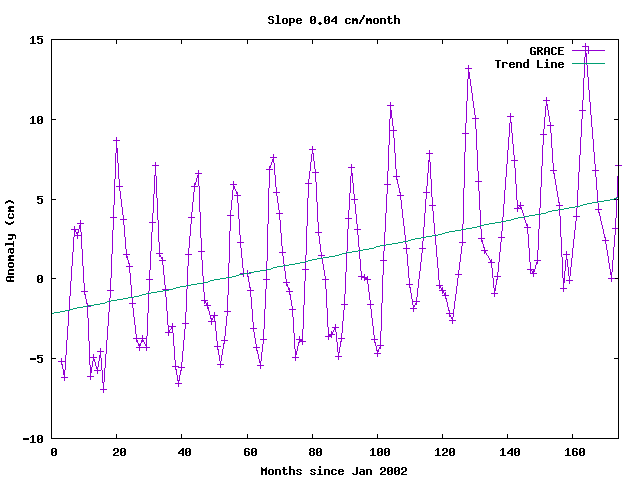 Slope 0.04 cm/month
15
10
5
0
-5
-10
Anomaly (cm)
GRACE
Trend Line
0 20 40 60 80 100 120 140 160
Months since Jan 2002